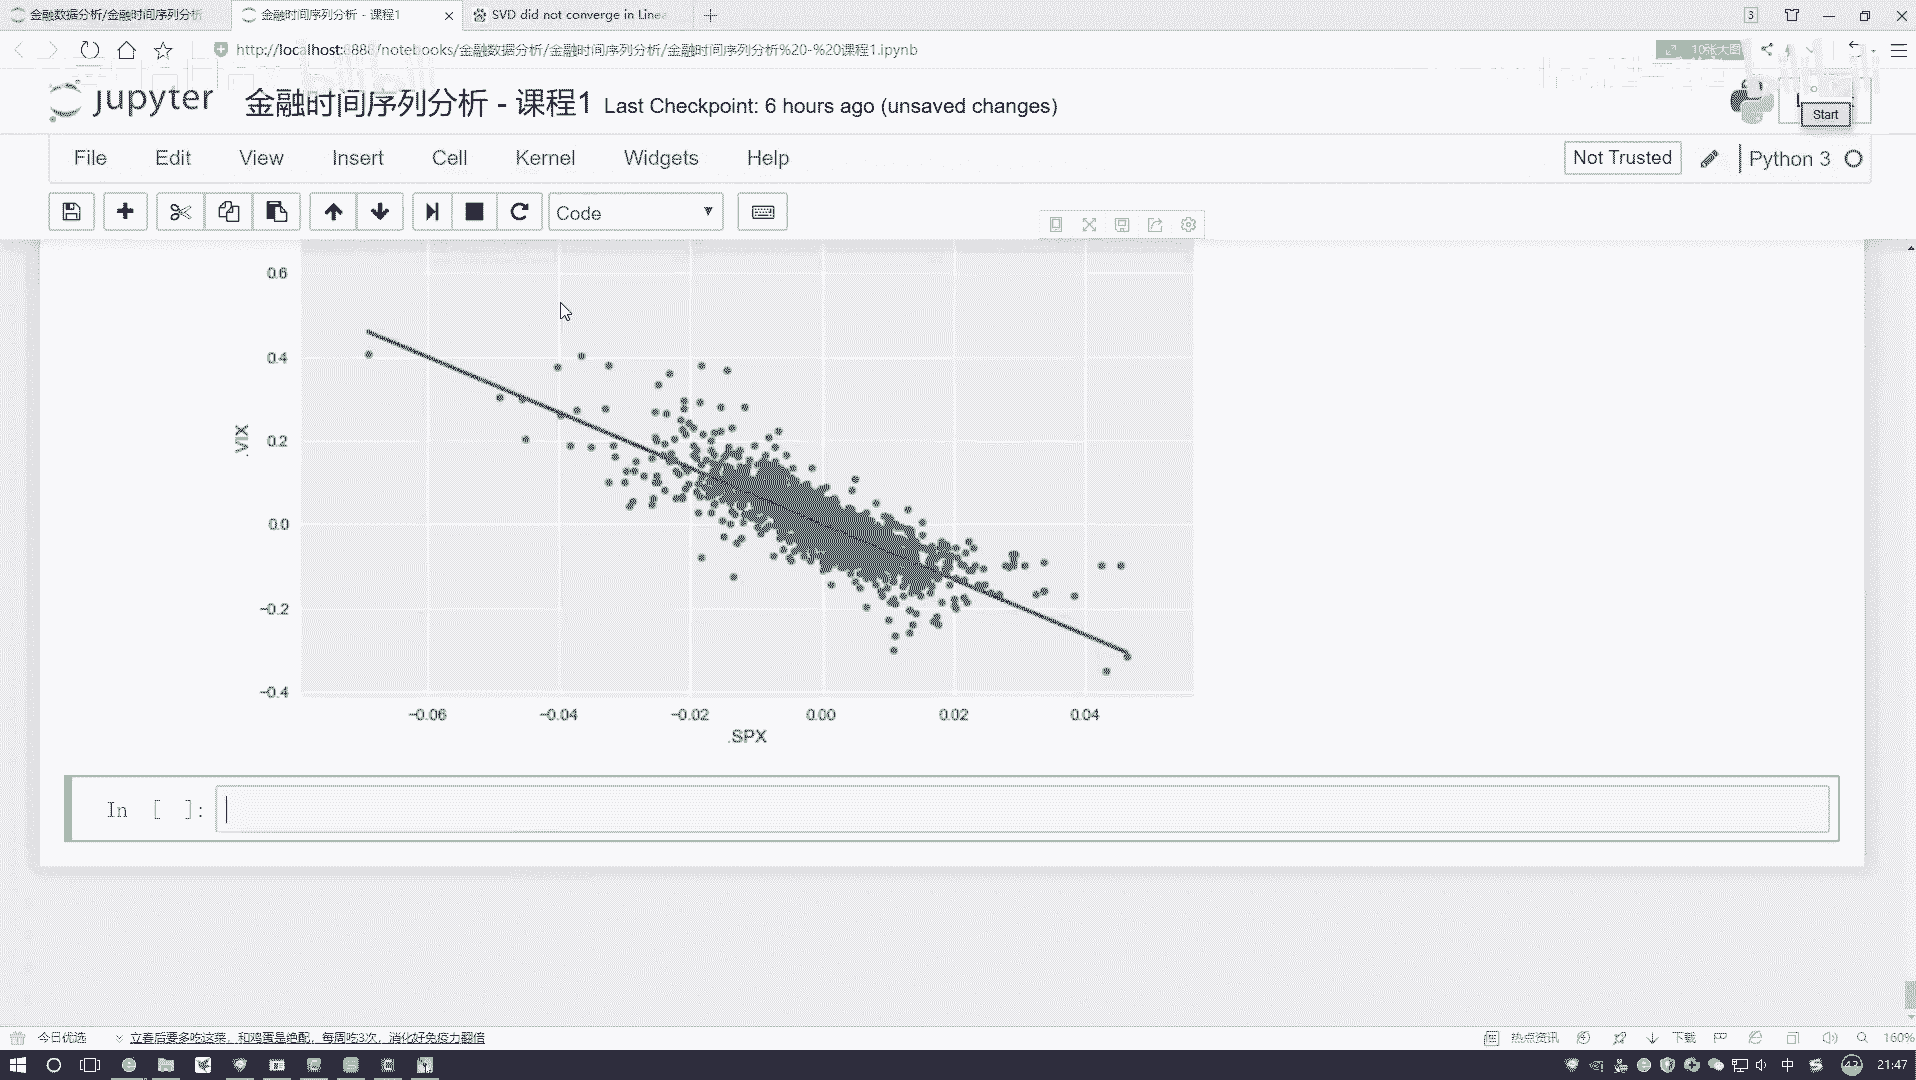 金融数据分析/金融时间序列分析
金融时间序列分析 - 课程1
SVD did not converge in Linea
3
http://localhost:8888/notebooks/金融数据分析/金融时间序列分析/金融时间序列分析%20-%20课程1.ipynb
10张大图
jupyter
金融时间序列分析 - 课程1 Last Checkpoint: 6 hours ago (unsaved changes)
Start
File Edit View Insert Cell Kernel Widgets Help
Not Trusted
Python 3
Code
0.6
0.4
0.2
0.0
−0.2
−0.4
.VIX
−0.06 −0.04 −0.02 0.00 0.02 0.04
.SPX
In [ ]:
今日优选
立春后要多吃这菜，和鸡蛋是绝配，每周吃3次，消化好免疫力翻倍
热点资讯
下载
160%
中
21:47